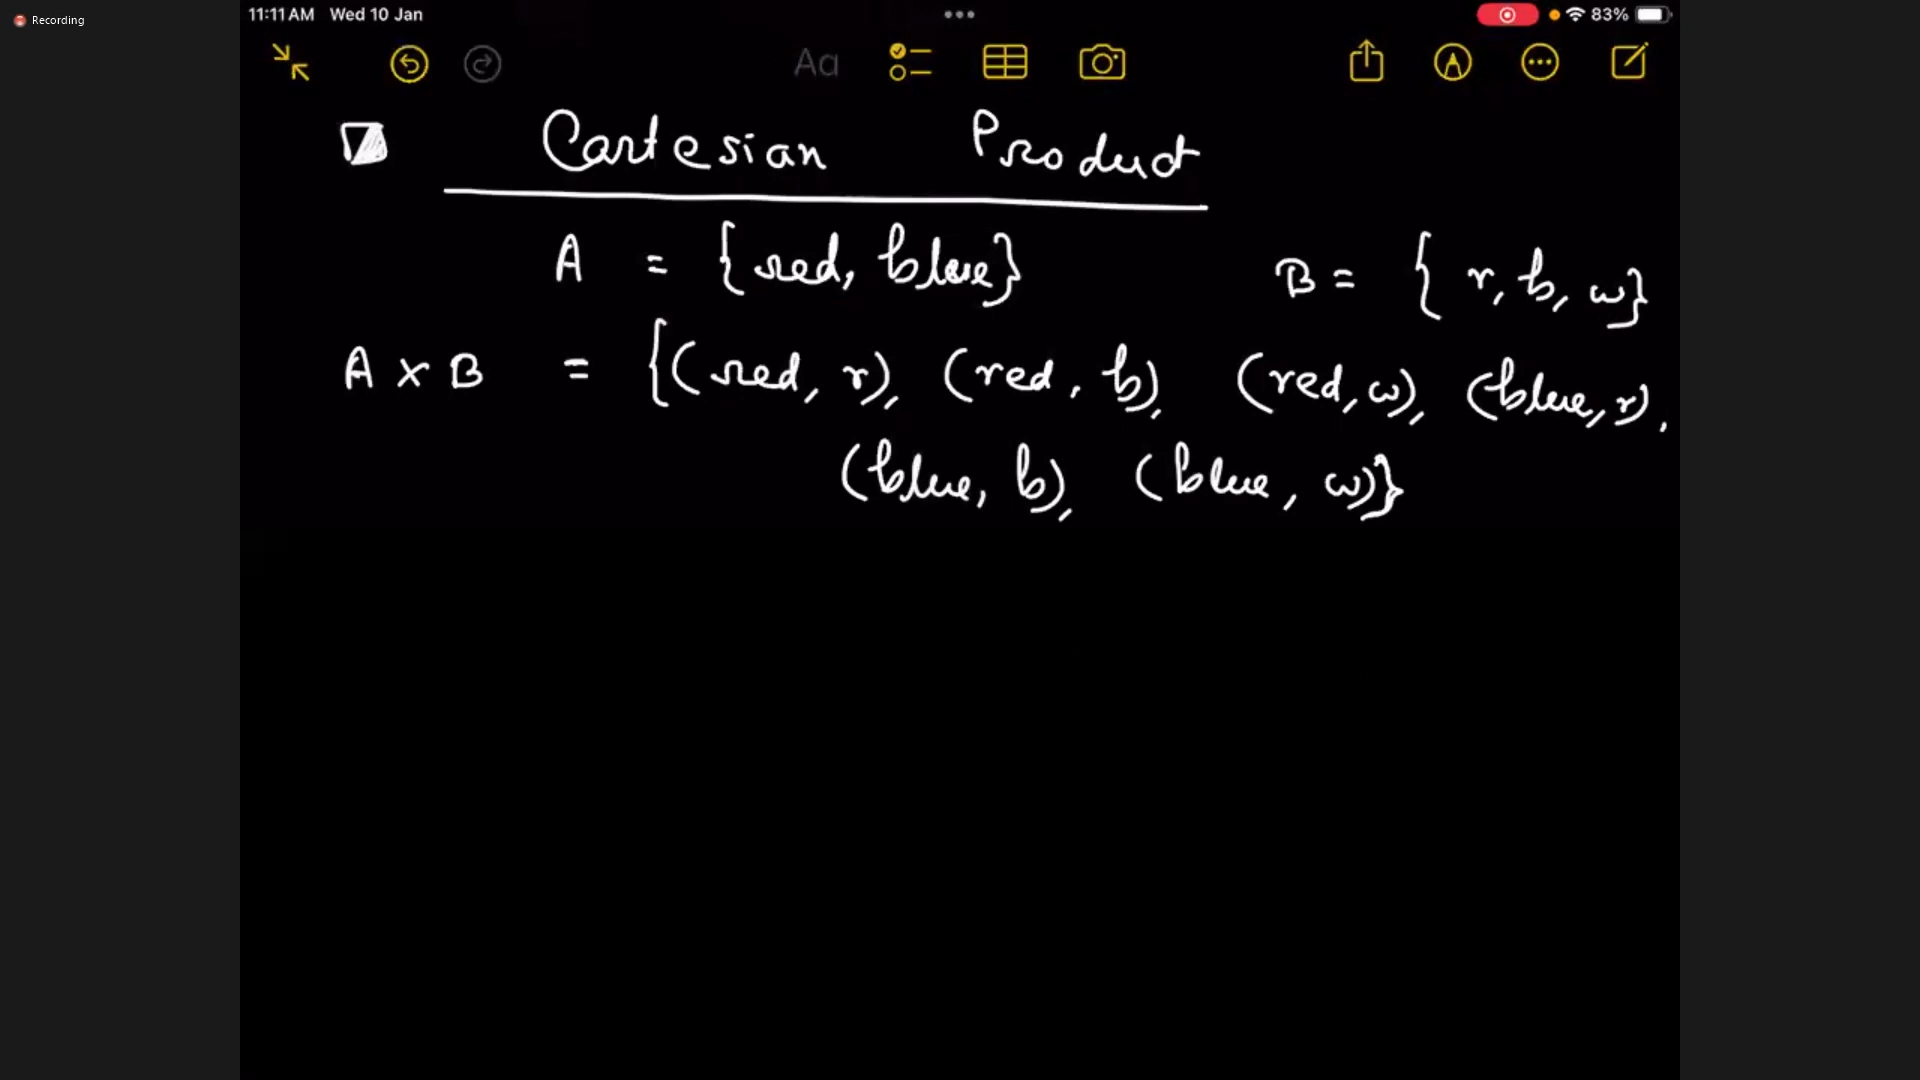 Recording
11:11 AM Wed 10 Jan
83%
Aa
Cartesian Product
A = {red, blue} B = { r, b, w}
A × B = {(red, r), (red, b), (red, w), (blue, r),
(blue, b), (blue, w)}